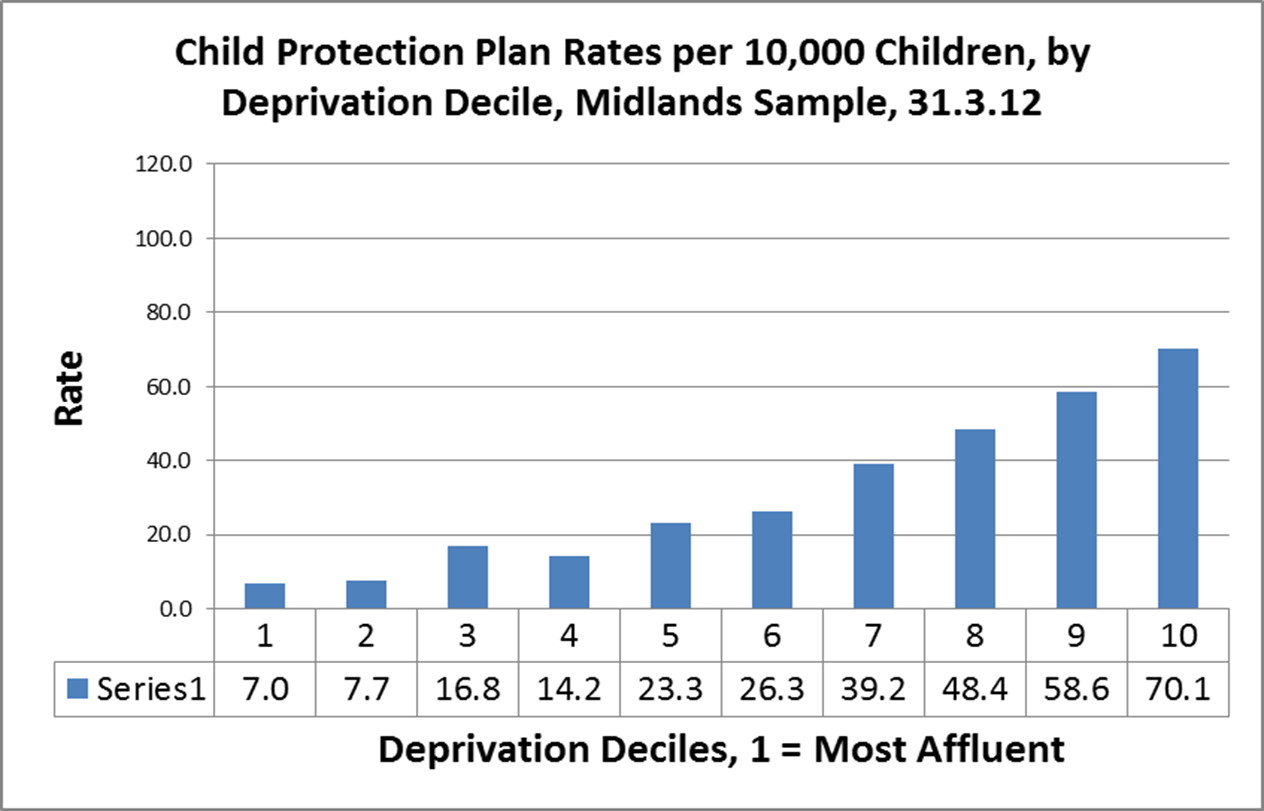 Child Protection Plan Rates per 10,000 Children, by
Deprivation Decile, Midlands Sample, 31.3.12
120.0
100.0
80.0
60.0
40.0
20.0
0.0
Rate
1 2 3 4 5 6 7 8 9 10
Series1 7.0 7.7 16.8 14.2 23.3 26.3 39.2 48.4 58.6 70.1
Deprivation Deciles, 1 = Most Affluent